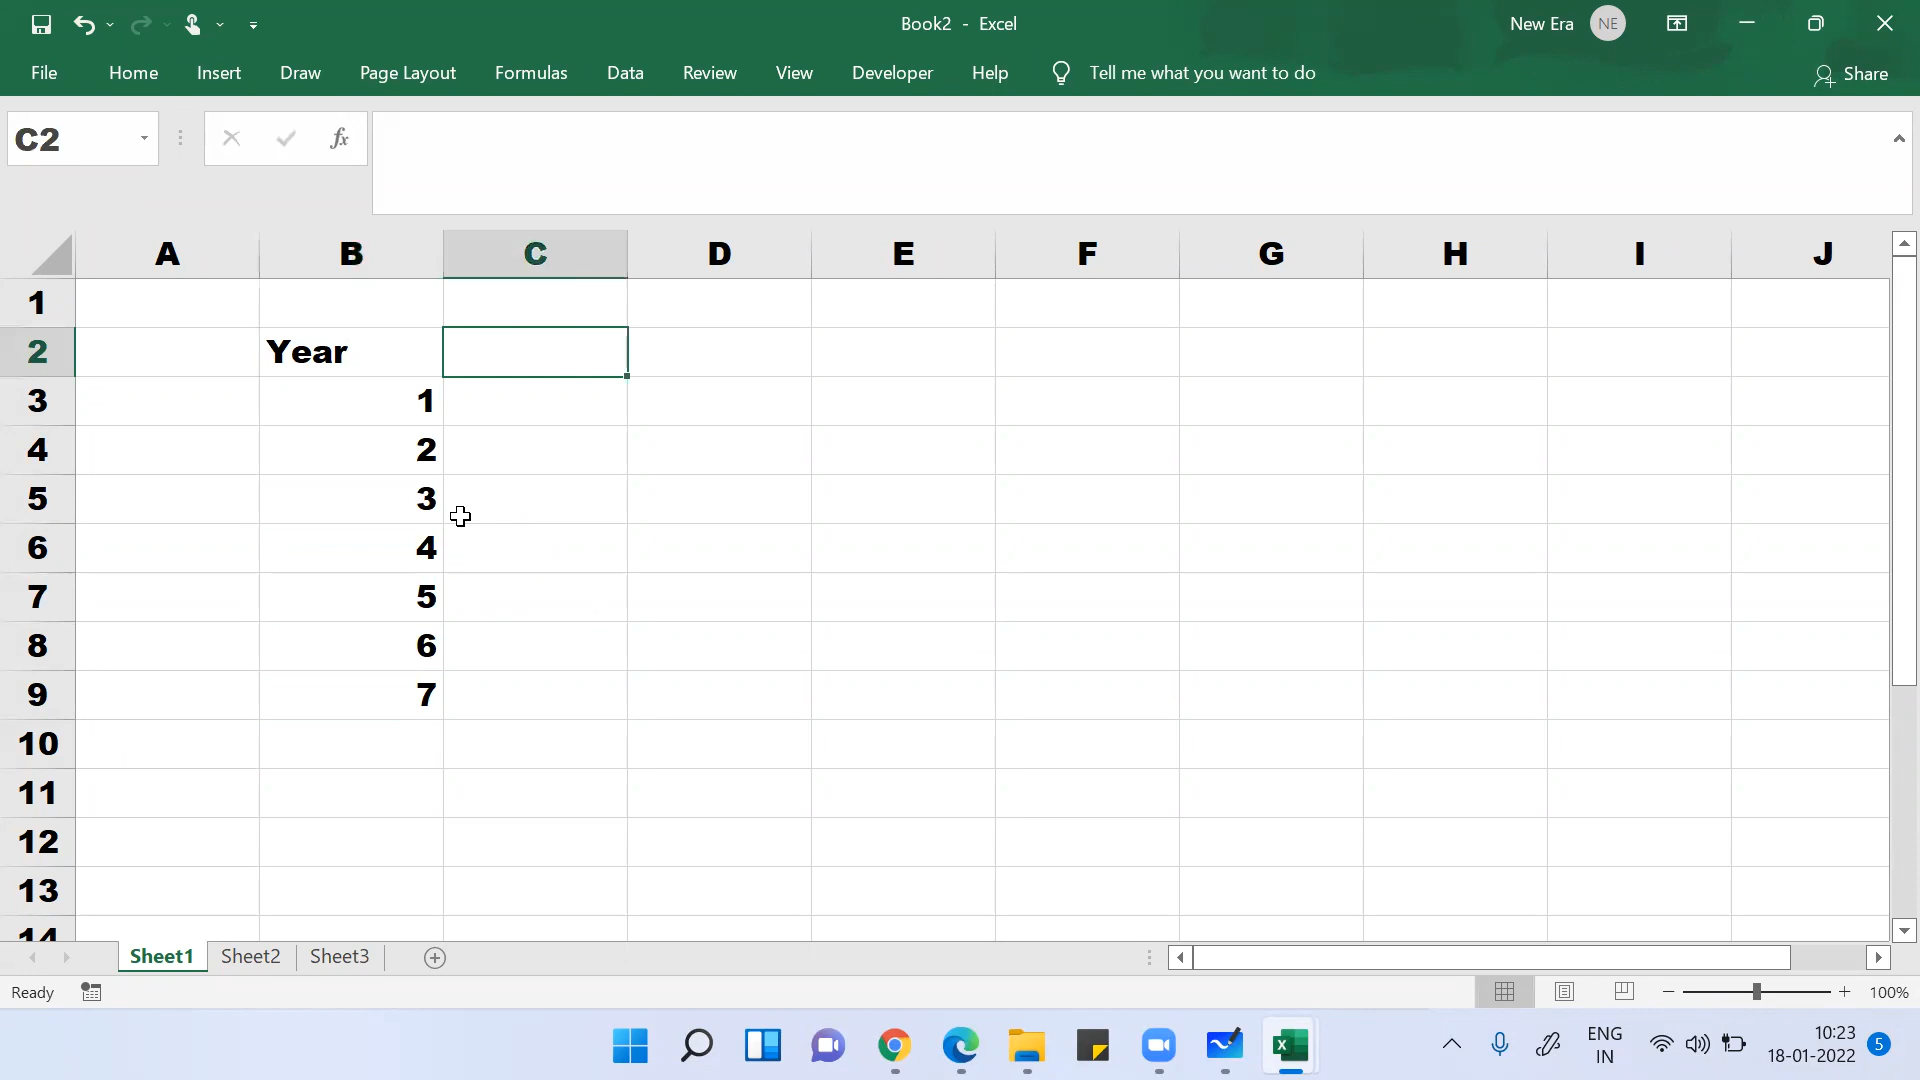 Book2 - Excel
New Era NE
File Home Insert Draw Page Layout Formulas Data Review View Developer Help Tell me what you want to do Share
C2 fx
A B C D E F G H I J
1
2 Year
3 1
4 2
5 3
6 4
7 5
8 6
9 7
10
11
12
13
14
Sheet1 Sheet2 Sheet3
Ready 100%
ENG 10:23
IN 18-01-2022 5